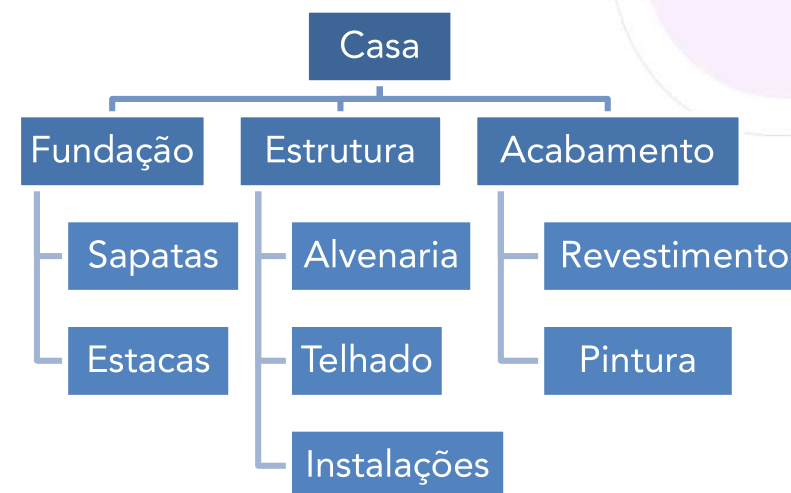 Casa
Fundação
Estrutura
Acabamento
Sapatas
Alvenaria
Revestimento
Estacas
Telhado
Pintura
Instalações